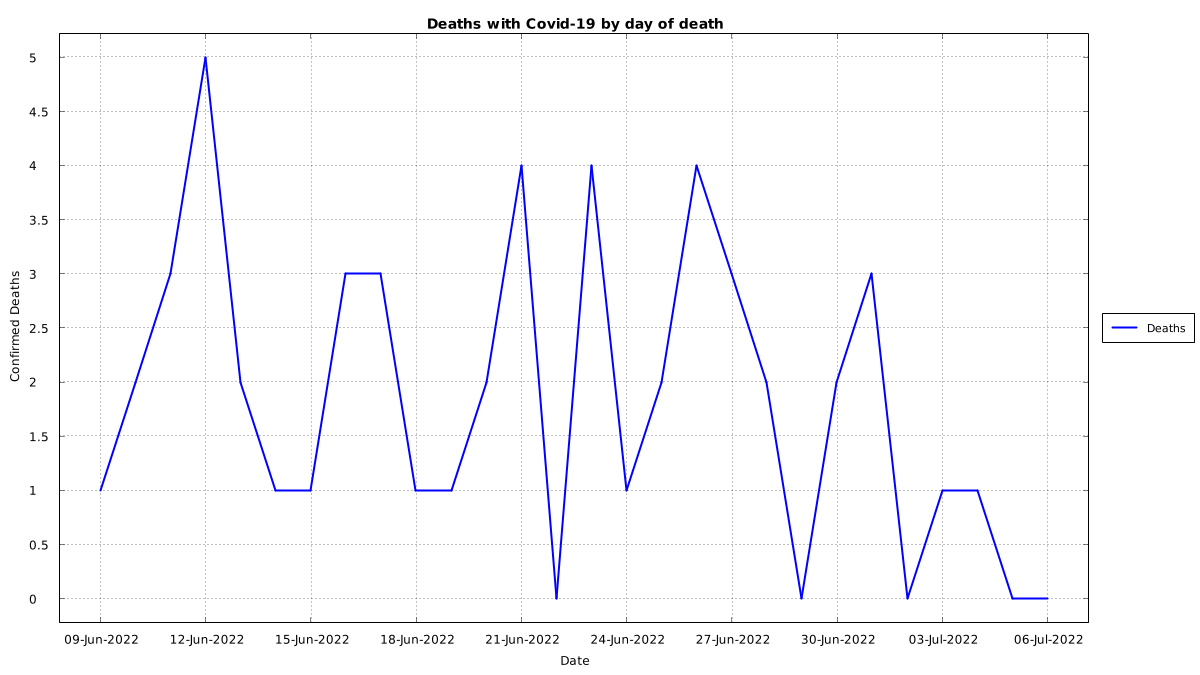 Deaths with Covid-19 by day of death
5
4.5
4
3.5
3
2.5
2
1.5
1
0.5
0
Confirmed Deaths
Deaths
09-Jun-2022 12-Jun-2022 15-Jun-2022 18-Jun-2022 21-Jun-2022 24-Jun-2022 27-Jun-2022 30-Jun-2022 03-Jul-2022 06-Jul-2022
Date